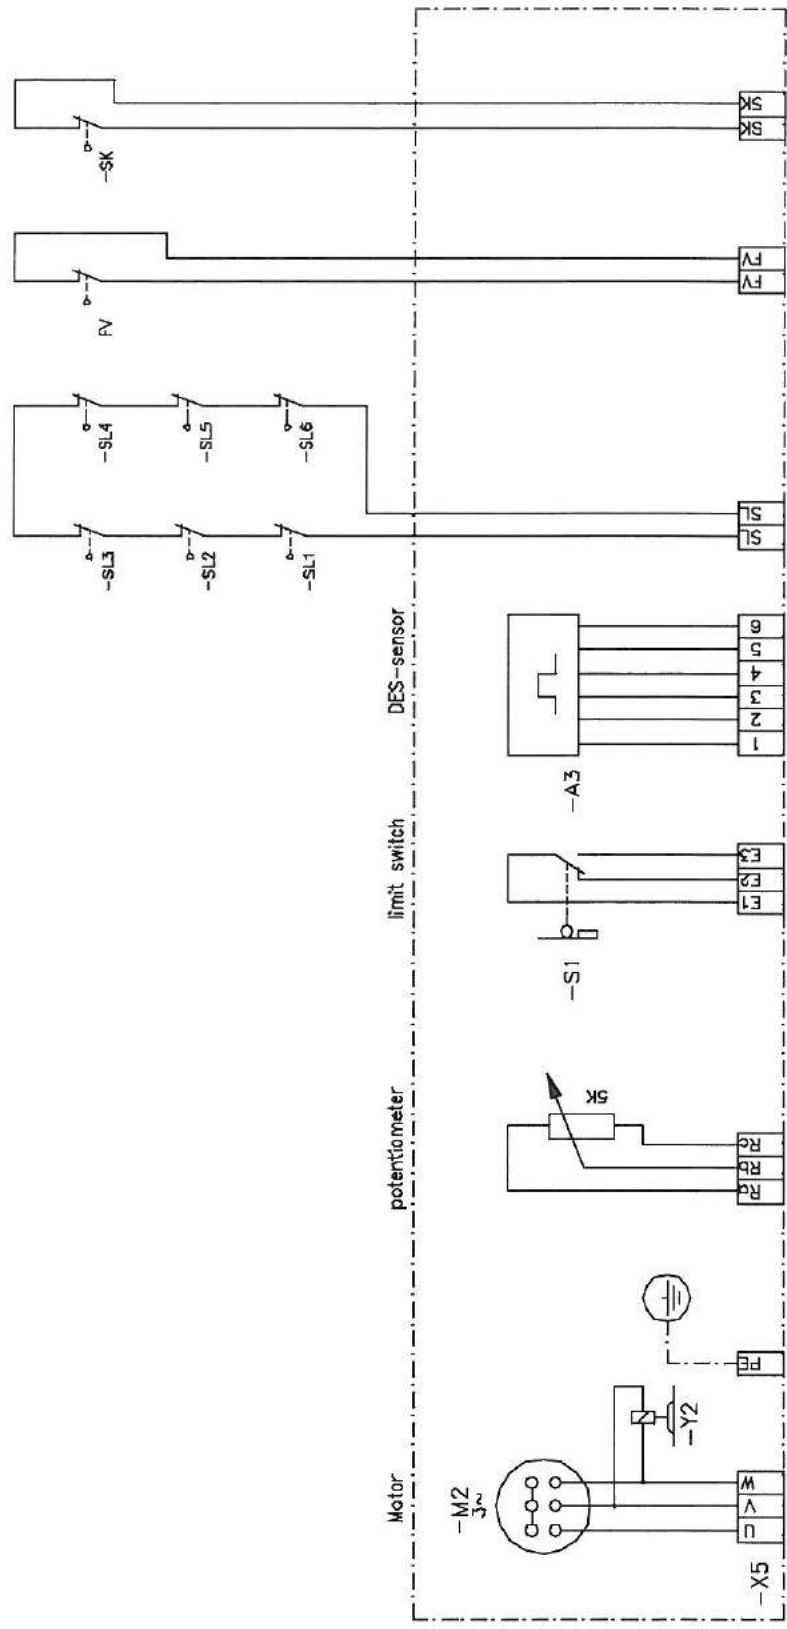 SK
SK
-SK
FV
FV
FV
-SL4
-SL5
-SL6
SL
SL
-SL3
-SL2
-SL1
DES-sensor
6
5
4
3
2
1
-A3
limit switch
E3
E2
E1
-S1
potentiometer
5K
Rc
Rb
Ra
PE
-Y2
Motor
-M2
3~
W
V
U
-X5